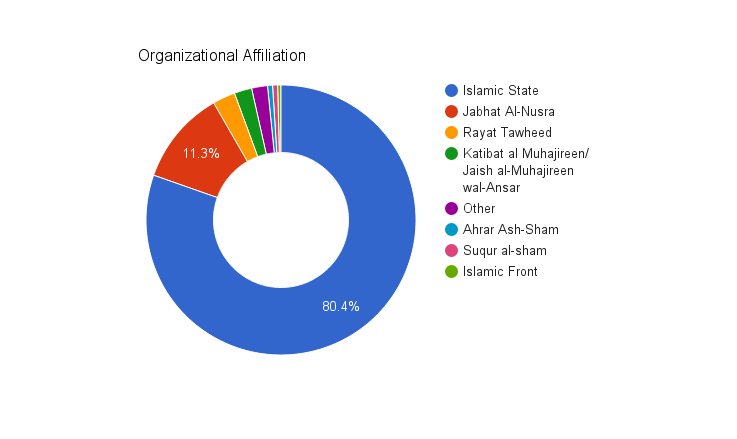 Organizational Affiliation
Islamic State
Jabhat Al-Nusra
Rayat Tawheed
Katibat al Muhajireen/
Jaish al-Muhajireen
wal-Ansar
Other
Ahrar Ash-Sham
Suqur al-sham
Islamic Front
11.3%
80.4%